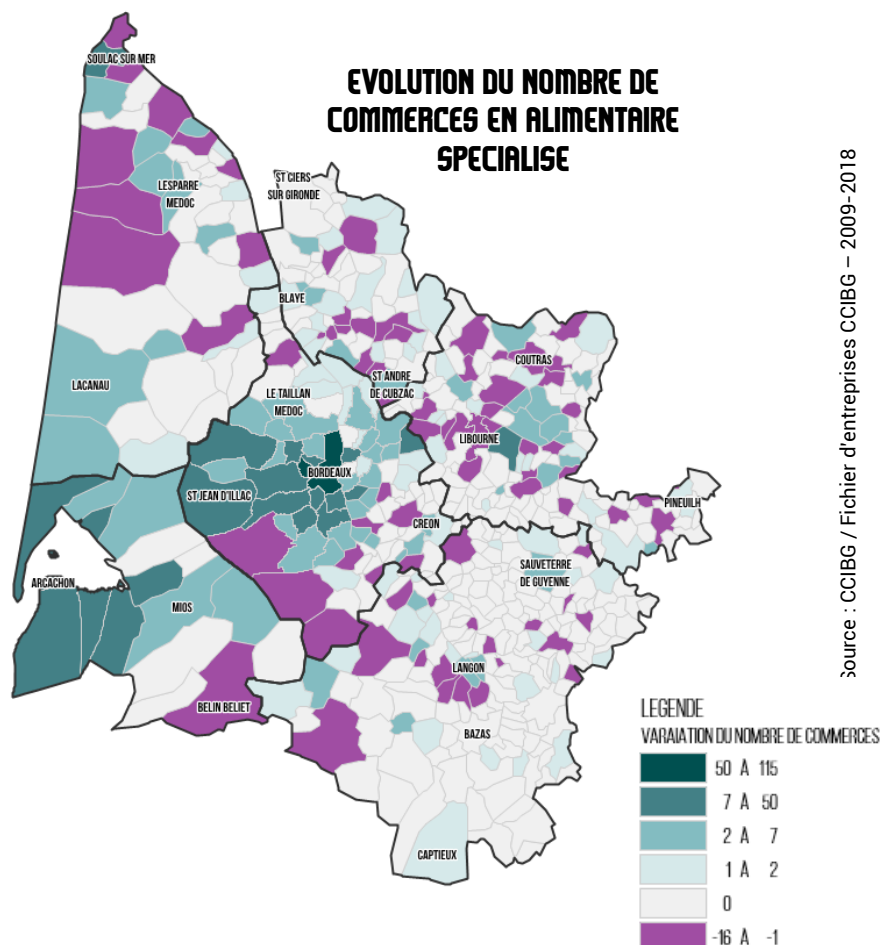 EVOLUTION DU NOMBRE DE
COMMERCES EN ALIMENTAIRE
SPECIALISE
SOULAC SUR MER
ST CIERS
SUR GIRONDE
LESPARRE
MEDOC
BLAYE
LACANAU
COUTRAS
ST ANDRE
DE CUBZAC
LE TAILLAN
MEDOC
LIBOURNE
BORDEAUX
ST JEAN D'ILLAC
PINEUILH
CREON
SAUVETERRE
DE GUYENNE
ARCACHON
MIOS
LANGON
BELIN BELIET
BAZAS
CAPTIEUX
Source : CCIBG / Fichier d'entreprises CCIBG – 2009-2018
LEGENDE
VARAIATION DU NOMBRE DE COMMERCES
50 A 115
7 A 50
2 A 7
1 A 2
0
-16 A -1